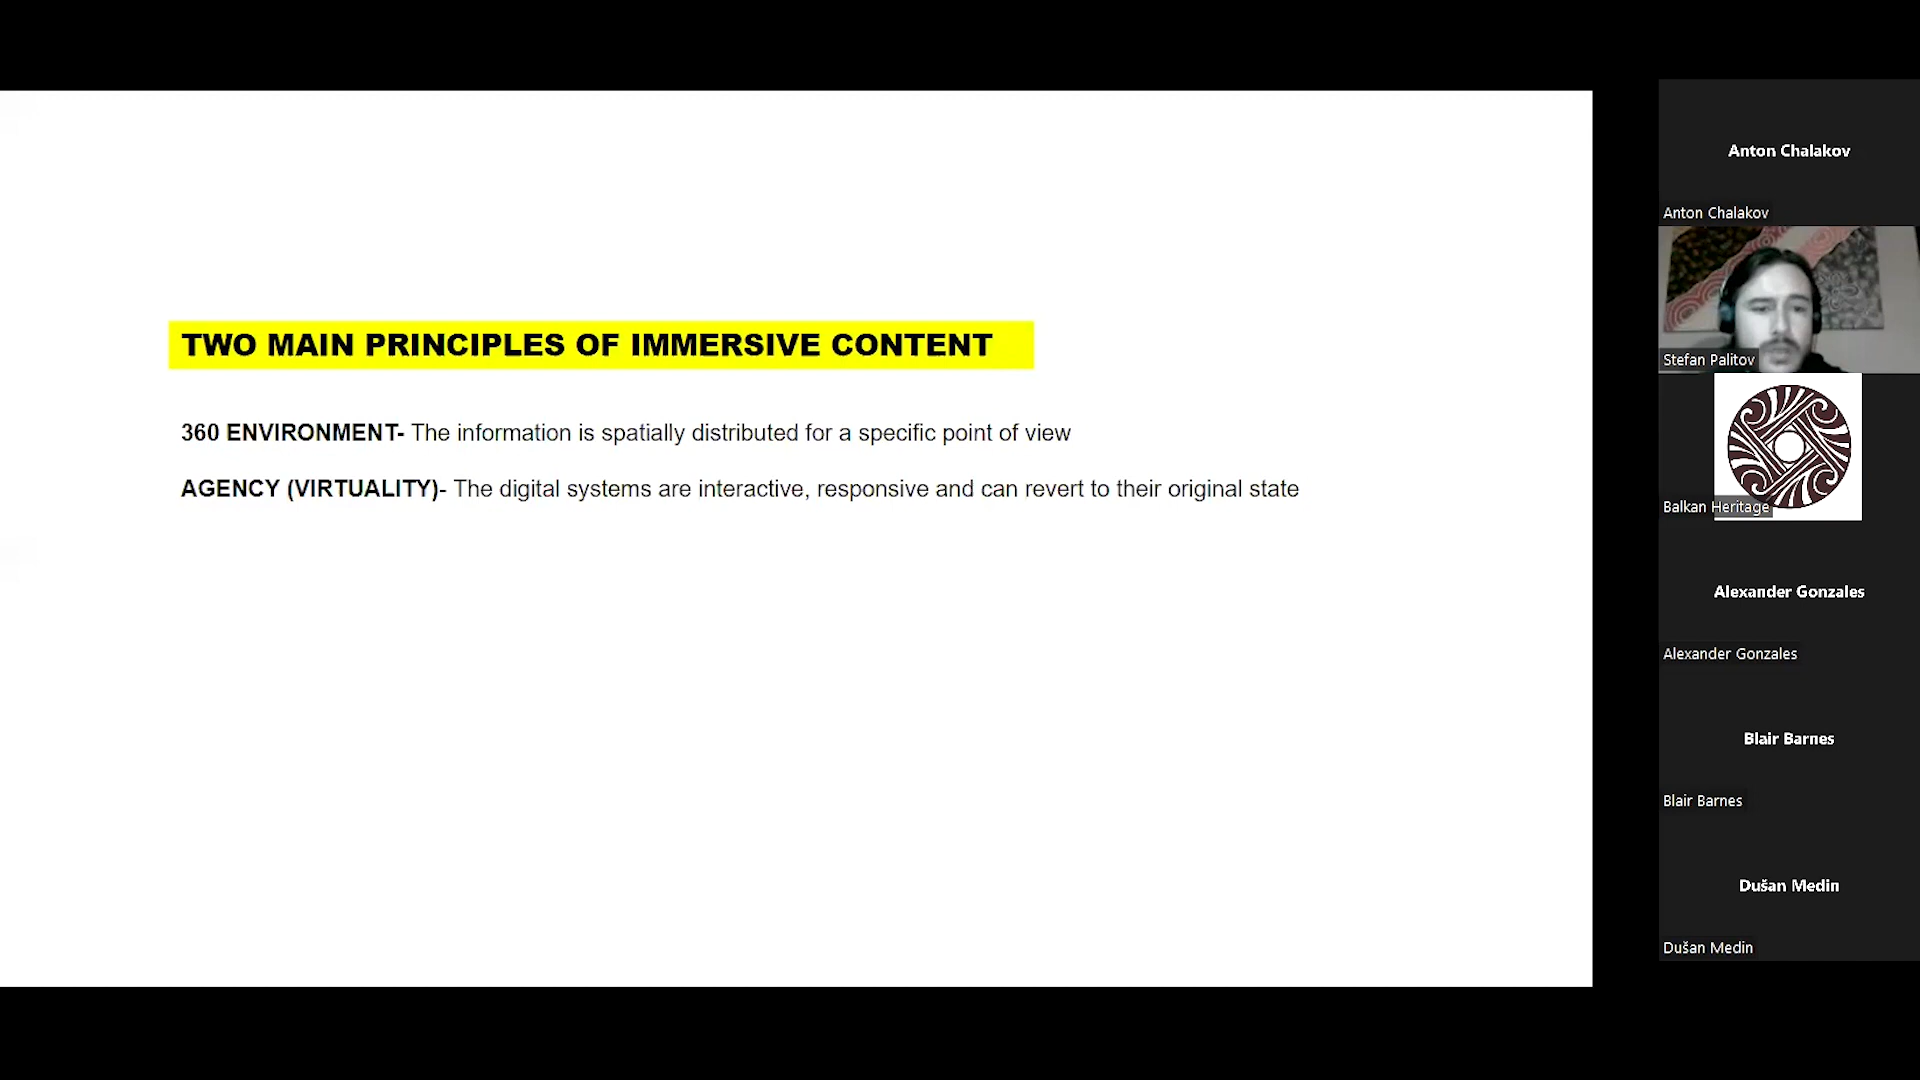 TWO MAIN PRINCIPLES OF IMMERSIVE CONTENT
360 ENVIRONMENT- The information is spatially distributed for a specific point of view
AGENCY (VIRTUALITY)- The digital systems are interactive, responsive and can revert to their original state
Anton Chalakov
Anton Chalakov
Stefan Palitov
Balkan Heritage
Alexander Gonzales
Alexander Gonzales
Blair Barnes
Blair Barnes
Dušan Medin
Dušan Medin